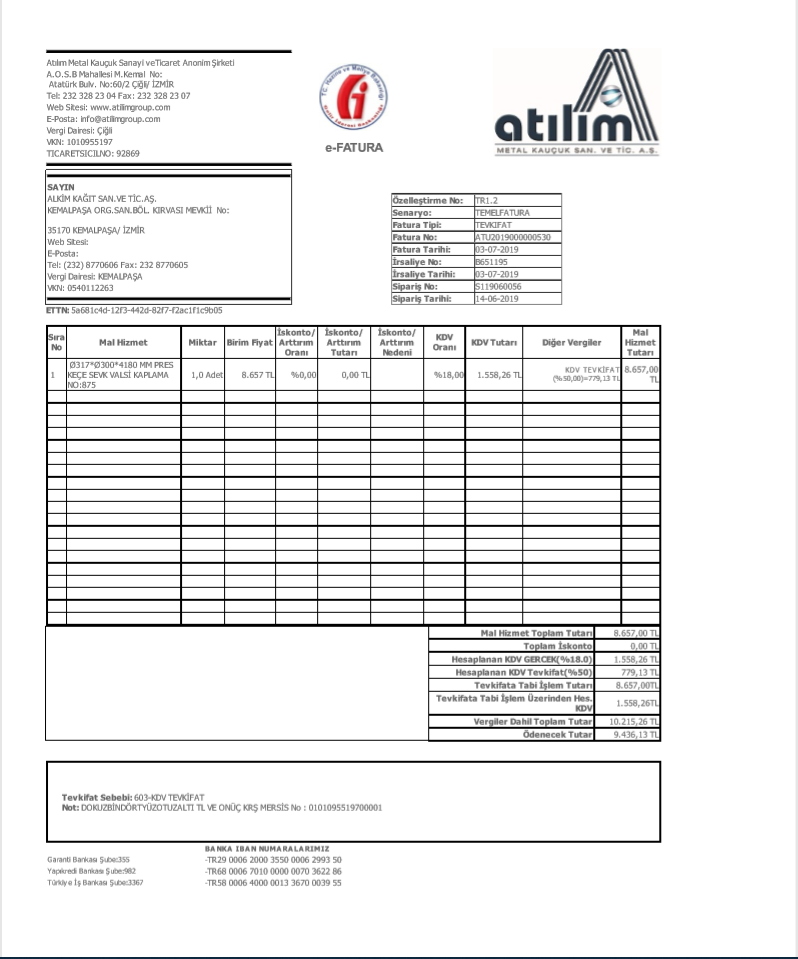 Atılım Metal Kauçuk Sanayi veTicaret Anonim Şirketi
A.O.S.B Mahallesi M.Kemal  No:
Atatürk Bulv. No:60/2 Çiğli/ İZMİR
Tel: 232 328 23 04 Fax: 232 328 23 07
Web Sitesi: www.atilimgroup.com
E-Posta: info@atilimgroup.com
Vergi Dairesi: Çiğli
VKN: 1010955197
TICARETSICILNO: 92869
T.C. Hazine ve Maliye Bakanlığı
Gelir İdaresi Başkanlığı
e-FATURA
atılım
METAL KAUÇUK SAN. VE TİC. A.Ş.
SAYIN
ALKİM KAĞIT SAN.VE TİC.AŞ.
KEMALPAŞA ORG.SAN.BÖL. KIRVASI MEVKİİ  No:
35170 KEMALPAŞA/ İZMİR
Web Sitesi:
E-Posta:
Tel: (232) 8770606 Fax: 232 8770605
Vergi Dairesi: KEMALPAŞA
VKN: 0540112263
Özelleştirme No: TR1.2
Senaryo: TEMELFATURA
Fatura Tipi: TEVKIFAT
Fatura No: ATU2019000000530
Fatura Tarihi: 03-07-2019
İrsaliye No: B651195
İrsaliye Tarihi: 03-07-2019
Sipariş No: S119060056
Sipariş Tarihi: 14-06-2019
ETTN: 5a681c4d-12f3-442d-82f7-f2ac1f1c9b05
Sıra No Mal Hizmet Miktar Birim Fiyat İskonto/ Arttırım Oranı İskonto/ Arttırım Tutarı İskonto/ Arttırım Nedeni KDV Oranı KDV Tutarı Diğer Vergiler Mal Hizmet Tutarı
1 Ø317*Ø300*4180 MM PRES KEÇE SEVK VALSİ KAPLAMA NO:875 1,0 Adet 8.657 TL %0,00 0,00 TL %18,00 1.558,26 TL KDV TEVKİFAT (%50,00)=779,13 TL 8.657,00 TL
Mal Hizmet Toplam Tutarı 8.657,00 TL
Toplam İskonto 0,00 TL
Hesaplanan KDV GERCEK(%18.0) 1.558,26 TL
Hesaplanan KDV Tevkifat(%50) 779,13 TL
Tevkifata Tabi İşlem Tutarı 8.657,00TL
Tevkifata Tabi İşlem Üzerinden Hes. KDV 1.558,26TL
Vergiler Dahil Toplam Tutar 10.215,26 TL
Ödenecek Tutar 9.436,13 TL
Tevkifat Sebebi: 603-KDV TEVKİFAT
Not: DOKUZBİNDÖRTYÜZOTUZALTI TL VE ONÜÇ KRŞ MERSİS No : 0101095519700001
BANKA IBAN NUMARALARIMIZ
Garanti Bankası Şube:355 -TR29 0006 2000 3550 0006 2993 50
Yapıkredi Bankası Şube:982 -TR68 0006 7010 0000 0070 3622 86
Türkiye İş Bankası Şube:3367 -TR58 0006 4000 0013 3670 0039 55